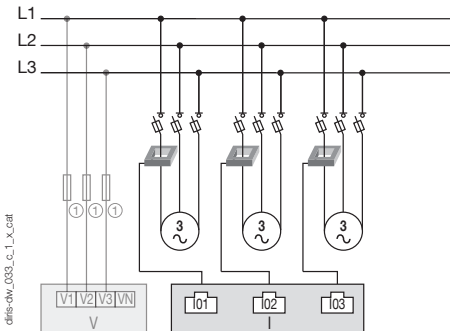 L1
L2
L3
① ① ①
3 3 3
~ ~ ~
V1 V2 V3 VN
I01 I02 I03
V I
diris-dw_033_c_1_x_cat